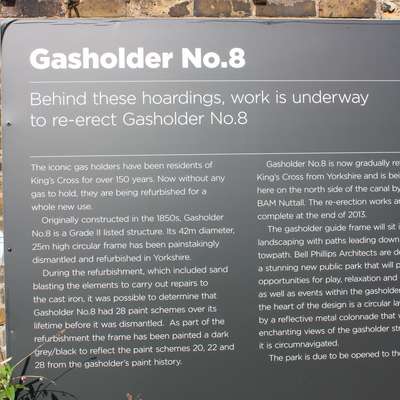 Gasholder No.8
Behind these hoardings, work is underway
to re-erect Gasholder No.8
The iconic gas holders have been residents of
King's Cross for over 150 years. Now without any
gas to hold, they are being refurbished for a
whole new use.
Originally constructed in the 1850s, Gasholder
No.8 is a Grade II listed structure. Its 42m diameter,
25m high circular frame has been painstakingly
dismantled and refurbished in Yorkshire.
During the refurbishment, which included sand
blasting the elements to carry out repairs to
the cast iron, it was possible to determine that
Gasholder No.8 had 28 paint schemes over its
lifetime before it was dismantled. As part of the
refurbishment the frame has been painted a dark
grey/black to reflect the paint schemes 20, 22 and
28 from the gasholder's paint history.
Gasholder No.8 is now gradually
King's Cross from Yorkshire and is
here on the north side of the canal by
BAM Nuttall. The re-erection works
complete at the end of 2013.
The gasholder guide frame will sit
landscaping with paths leading down
towpath. Bell Phillips Architects are
a stunning new public park that will
opportunities for play, relaxation and
as well as events within the gasholder
the heart of the design is a circular
by a reflective metal colonnade that
enchanting views of the gasholder
it is circumnavigated.
The park is due to be opened to the